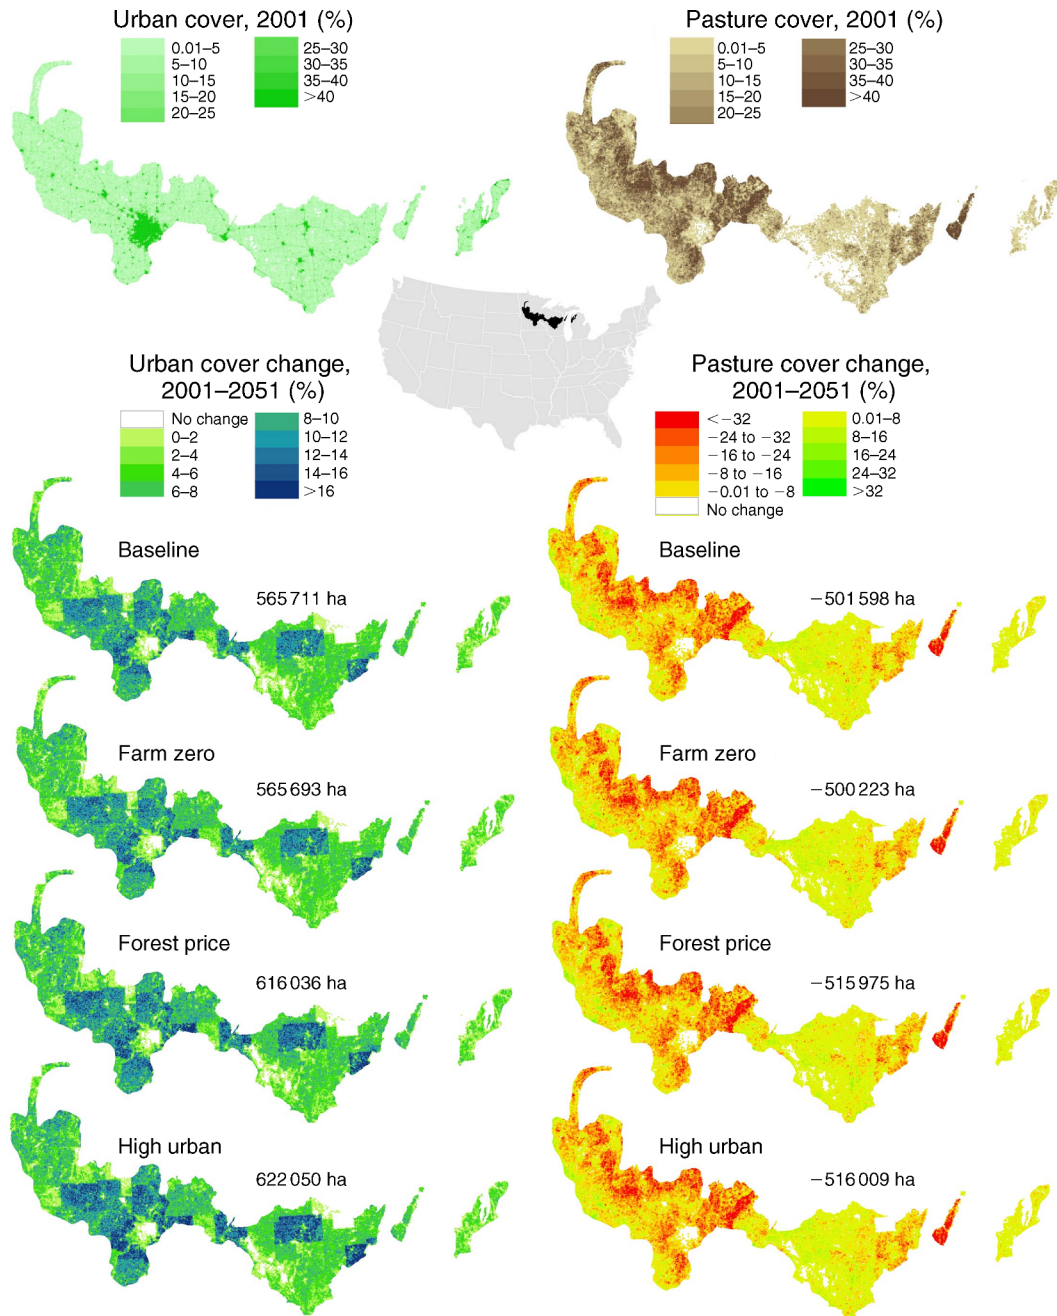 Urban cover, 2001 (%)
0.01–5
5–10
10–15
15–20
20–25
25–30
30–35
35–40
>40
Pasture cover, 2001 (%)
0.01–5
5–10
10–15
15–20
20–25
25–30
30–35
35–40
>40
Urban cover change,
2001–2051 (%)
No change
0–2
2–4
4–6
6–8
8–10
10–12
12–14
14–16
>16
Pasture cover change,
2001–2051 (%)
<−32
−24 to −32
−16 to −24
−8 to −16
−0.01 to −8
No change
0.01–8
8–16
16–24
24–32
>32
Baseline
565 711 ha
Baseline
−501 598 ha
Farm zero
565 693 ha
Farm zero
−500 223 ha
Forest price
616 036 ha
Forest price
−515 975 ha
High urban
622 050 ha
High urban
−516 009 ha